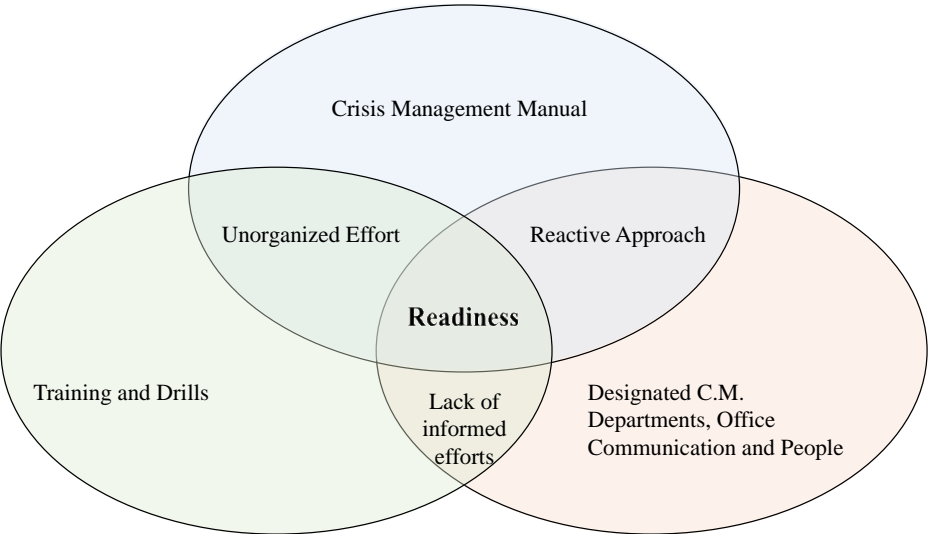 Crisis Management Manual
Unorganized Effort
Reactive Approach
Readiness
Training and Drills
Lack of
informed
efforts
Designated C.M.
Departments, Office
Communication and People